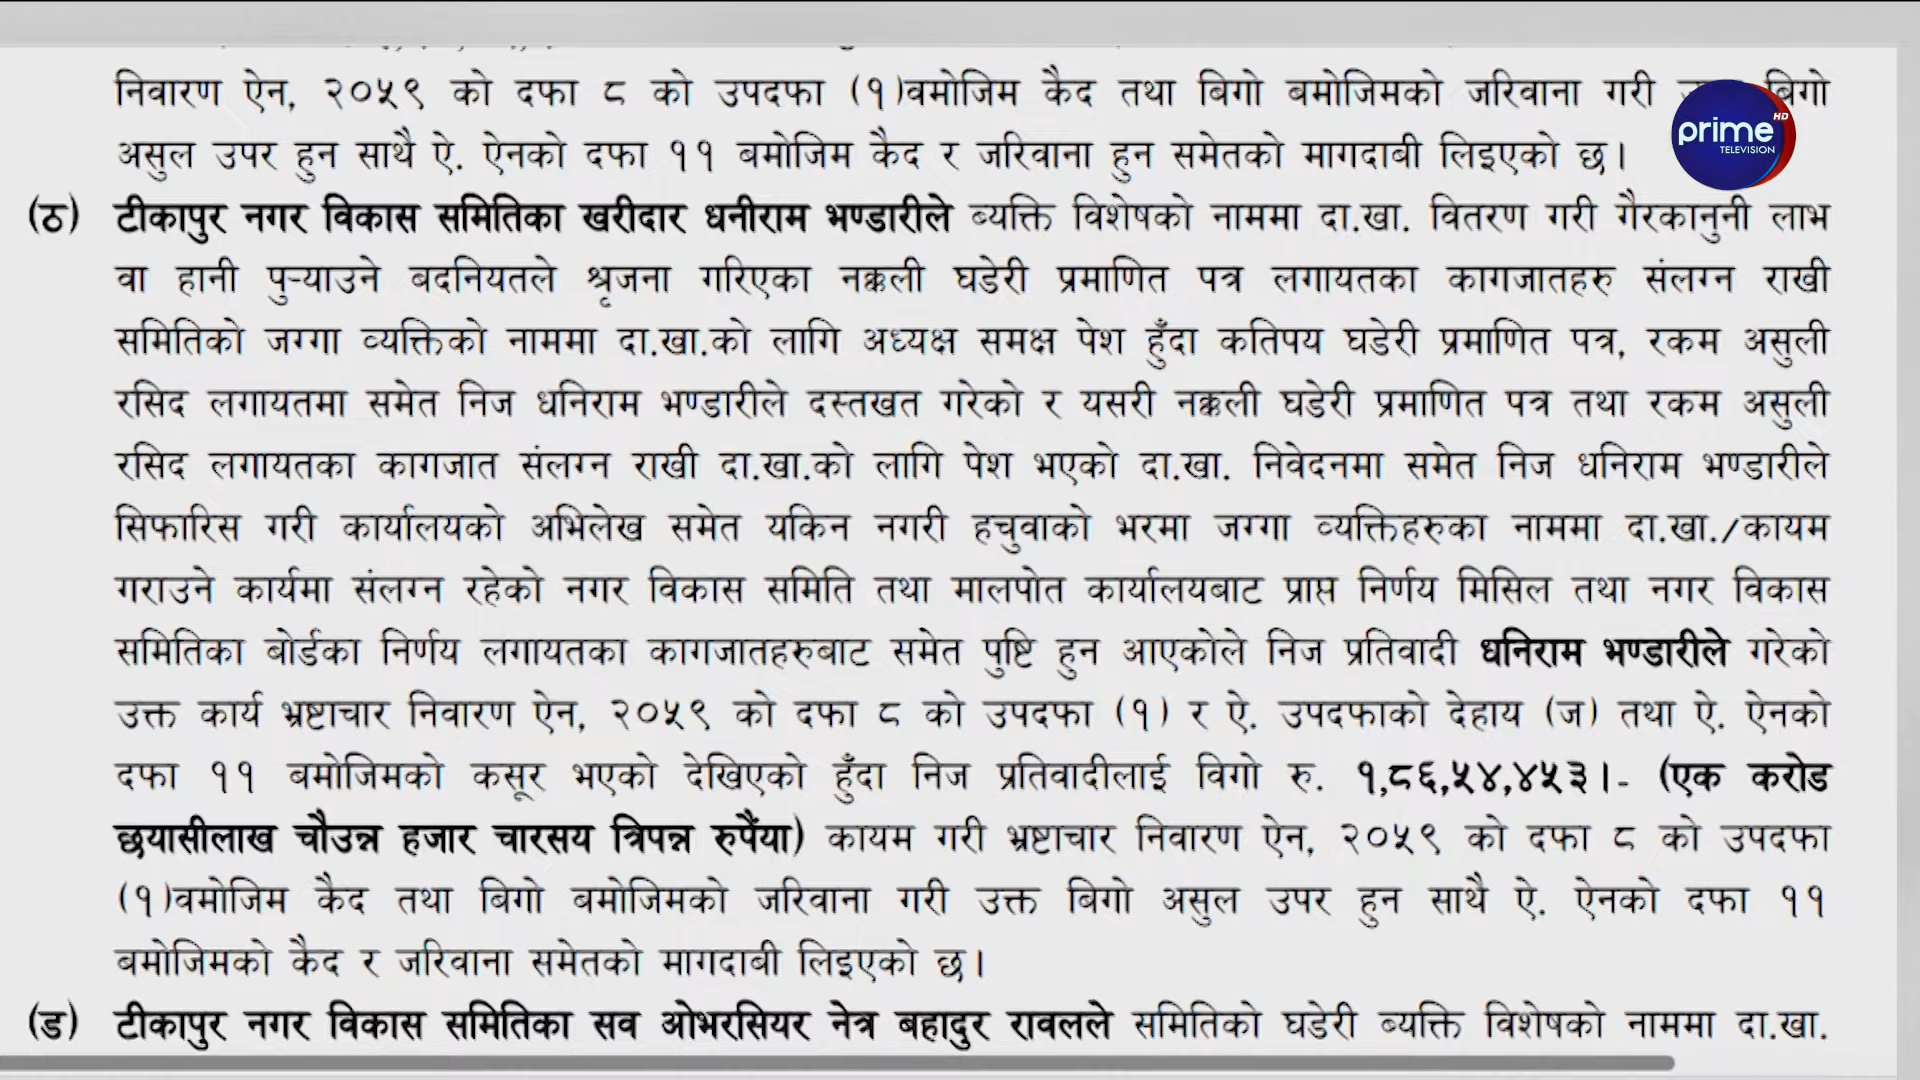 निवारण ऐन, २०५९ को दफा ८ को उपदफा (१)वमोजिम कैद तथा बिगो बमोजिमको जरिवाना गरी बिगो
असुल उपर हुन साथै ऐ. ऐनको दफा ११ बमोजिम कैद र जरिवाना हुन समेतको मागदाबी लिइएको छ।
prime HD
TELEVISION
(ठ) टीकापुर नगर विकास समितिका खरीदार धनीराम भण्डारीले ब्यक्ति विशेषको नाममा दा.खा. वितरण गरी गैरकानुनी लाभ
वा हानी पुऱ्याउने बदनियतले श्रृजना गरिएका नक्कली घडेरी प्रमाणित पत्र लगायतका कागजातहरु संलग्न राखी
समितिको जग्गा व्यक्तिको नाममा दा.खा.को लागि अध्यक्ष समक्ष पेश हुँदा कतिपय घडेरी प्रमाणित पत्र, रकम असुली
रसिद लगायतमा समेत निज धनिराम भण्डारीले दस्तखत गरेको र यसरी नक्कली घडेरी प्रमाणित पत्र तथा रकम असुली
रसिद लगायतका कागजात संलग्न राखी दा.खा.को लागि पेश भएको दा.खा. निवेदनमा समेत निज धनिराम भण्डारीले
सिफारिस गरी कार्यालयको अभिलेख समेत यकिन नगरी हचुवाको भरमा जग्गा व्यक्तिहरुका नाममा दा.खा./कायम
गराउने कार्यमा संलग्न रहेको नगर विकास समिति तथा मालपोत कार्यालयबाट प्राप्त निर्णय मिसिल तथा नगर विकास
समितिका बोर्डका निर्णय लगायतका कागजातहरुबाट समेत पुष्टि हुन आएकोले निज प्रतिवादी धनिराम भण्डारीले गरेको
उक्त कार्य भ्रष्टाचार निवारण ऐन, २०५९ को दफा ८ को उपदफा (१) र ऐ. उपदफाको देहाय (ज) तथा ऐ. ऐनको
दफा ११ बमोजिमको कसूर भएको देखिएको हुँदा निज प्रतिवादीलाई विगो रु. १,८६,५४,४५३।- (एक करोड
छयासीलाख चौउन्न हजार चारसय त्रिपन्न रुपैंया) कायम गरी भ्रष्टाचार निवारण ऐन, २०५९ को दफा ८ को उपदफा
(१)वमोजिम कैद तथा बिगो बमोजिमको जरिवाना गरी उक्त बिगो असुल उपर हुन साथै ऐ. ऐनको दफा ११
बमोजिमको कैद र जरिवाना समेतको मागदाबी लिइएको छ।
(ड) टीकापुर नगर विकास समितिका सव ओभरसियर नेत्र बहादुर रावलले समितिको घडेरी ब्यक्ति विशेषको नाममा दा.खा.